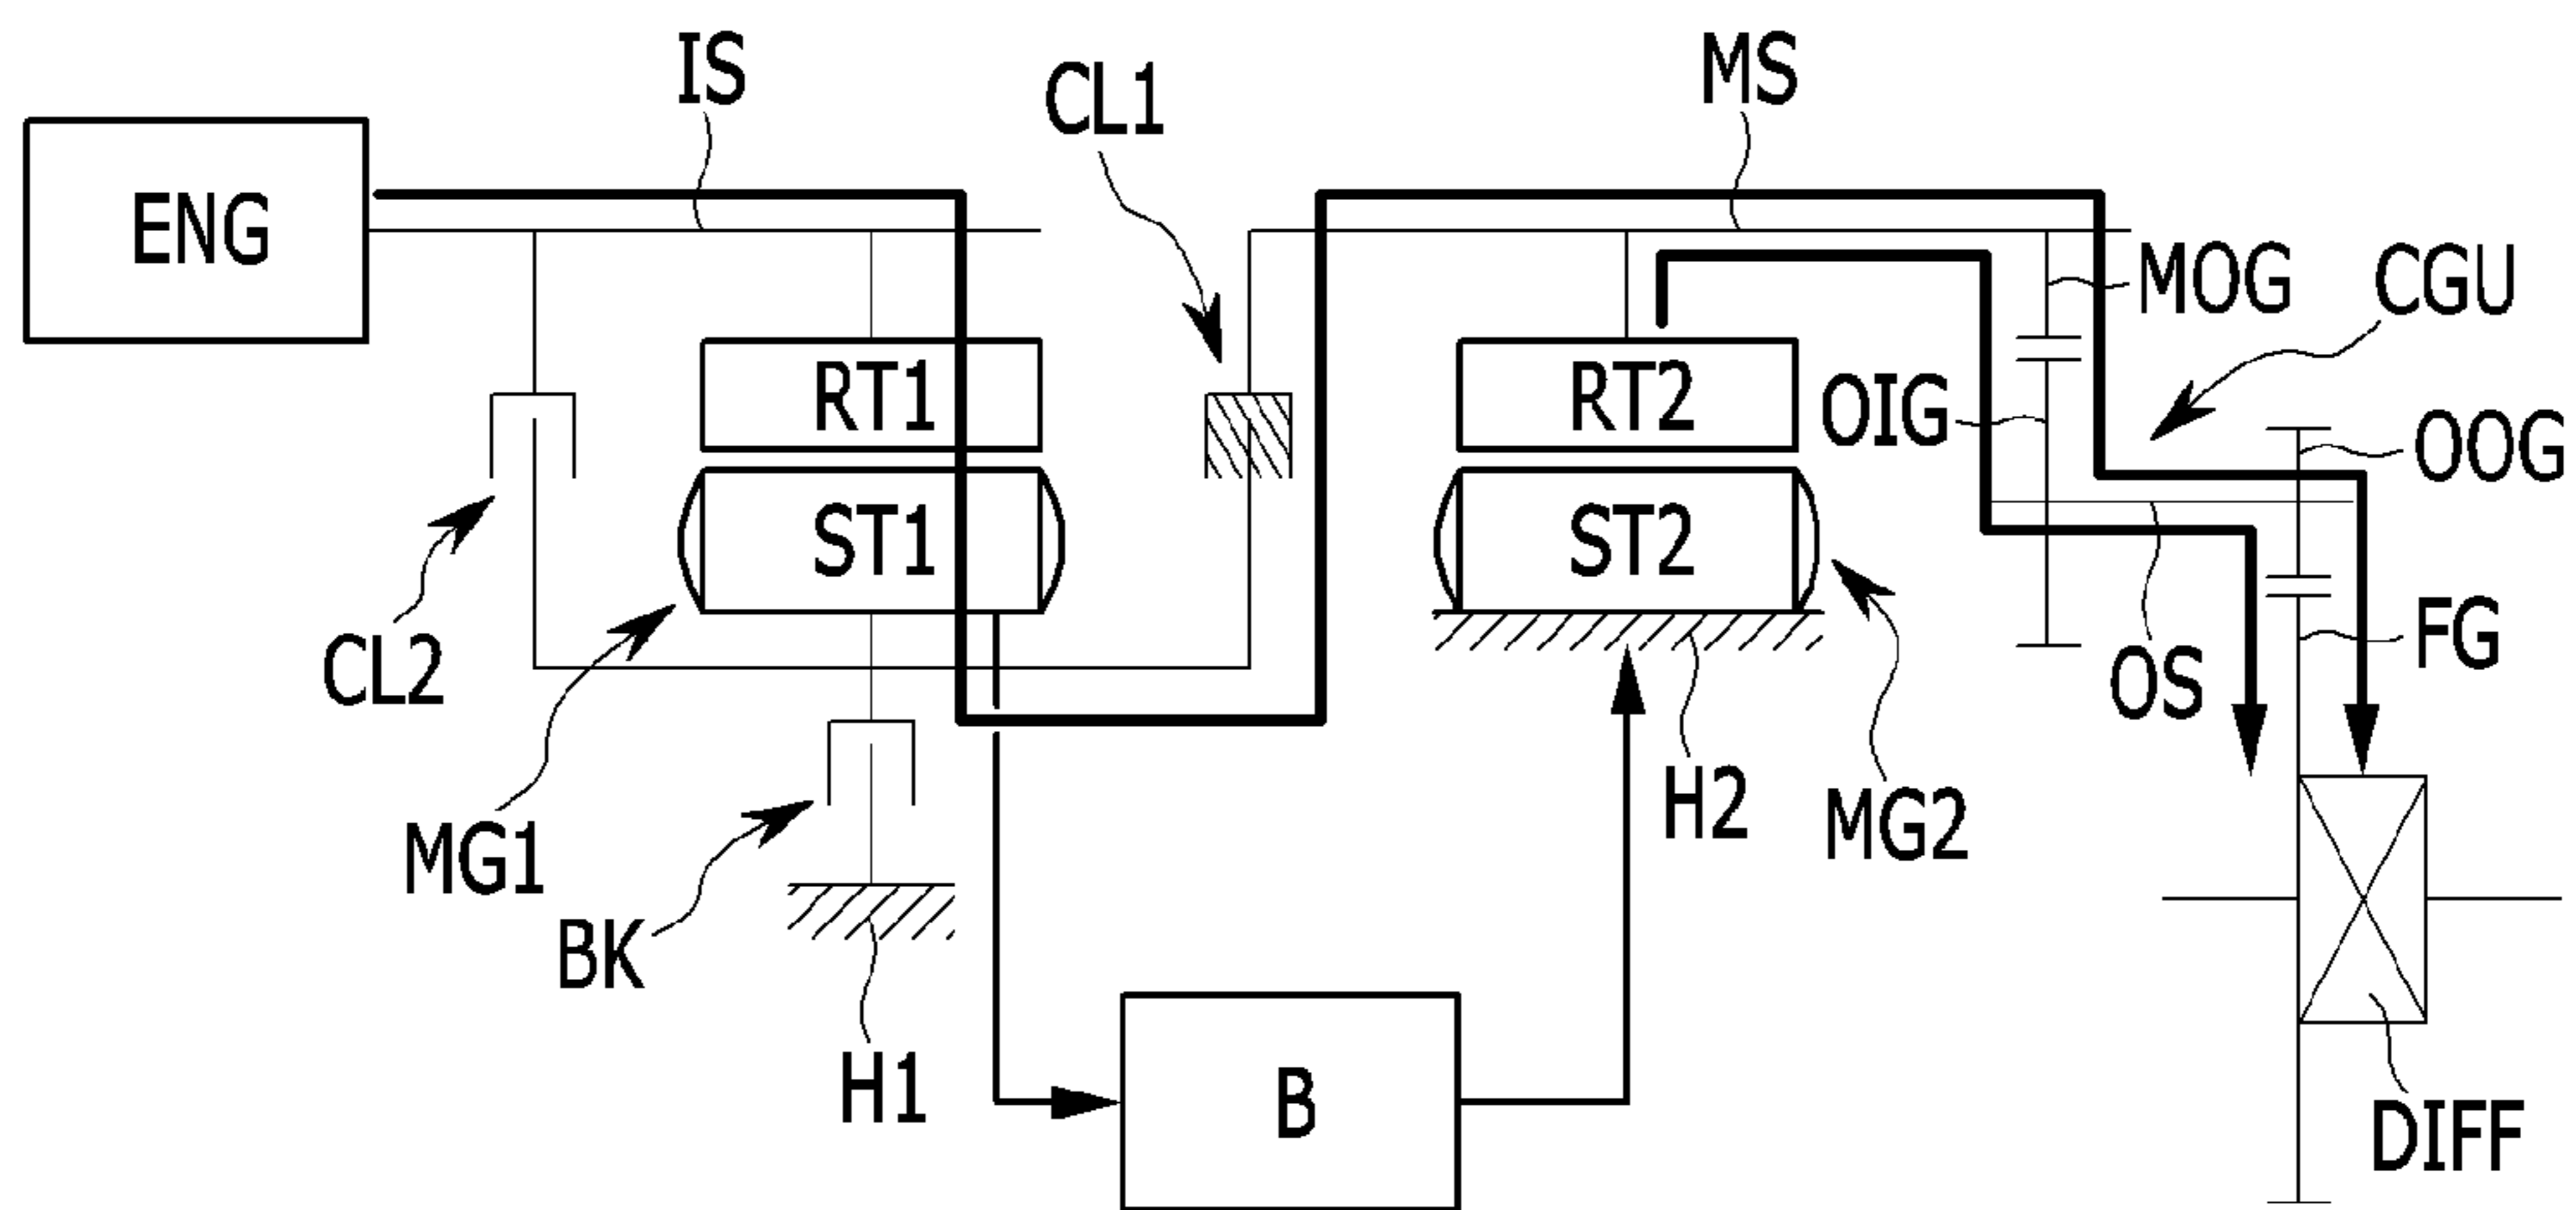 IS
CL1
MS
ENG
MOG
CGU
RT1
RT2
OIG
OOG
ST1
ST2
CL2
FG
OS
MG1
H2
MG2
BK
H1
B
DIFF